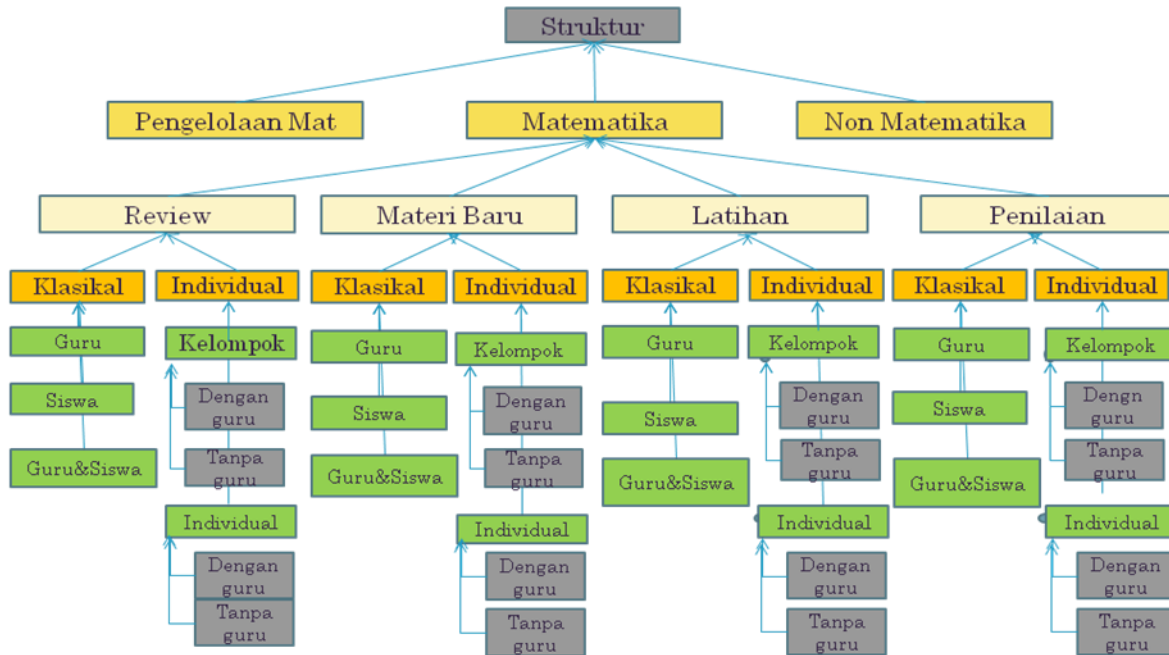 Struktur
Pengelolaan Mat
Matematika
Non Matematika
Review
Materi Baru
Latihan
Penilaian
Klasikal
Individual
Klasikal
Individual
Klasikal
Individual
Klasikal
Individual
Guru
Siswa
Guru&Siswa
Kelompok
Dengan
guru
Tanpa
guru
Individual
Dengan
guru
Tanpa
guru
Guru
Siswa
Guru&Siswa
Kelompok
Dengan
guru
Tanpa
guru
Individual
Dengan
guru
Tanpa
guru
Guru
Siswa
Guru&Siswa
Kelompok
Dengan
guru
Tanpa
guru
Individual
Dengan
guru
Tanpa
guru
Guru
Siswa
Guru&Siswa
Kelompok
Dengn
guru
Tanpa
guru
Individual
Dengan
guru
Tanpa
guru